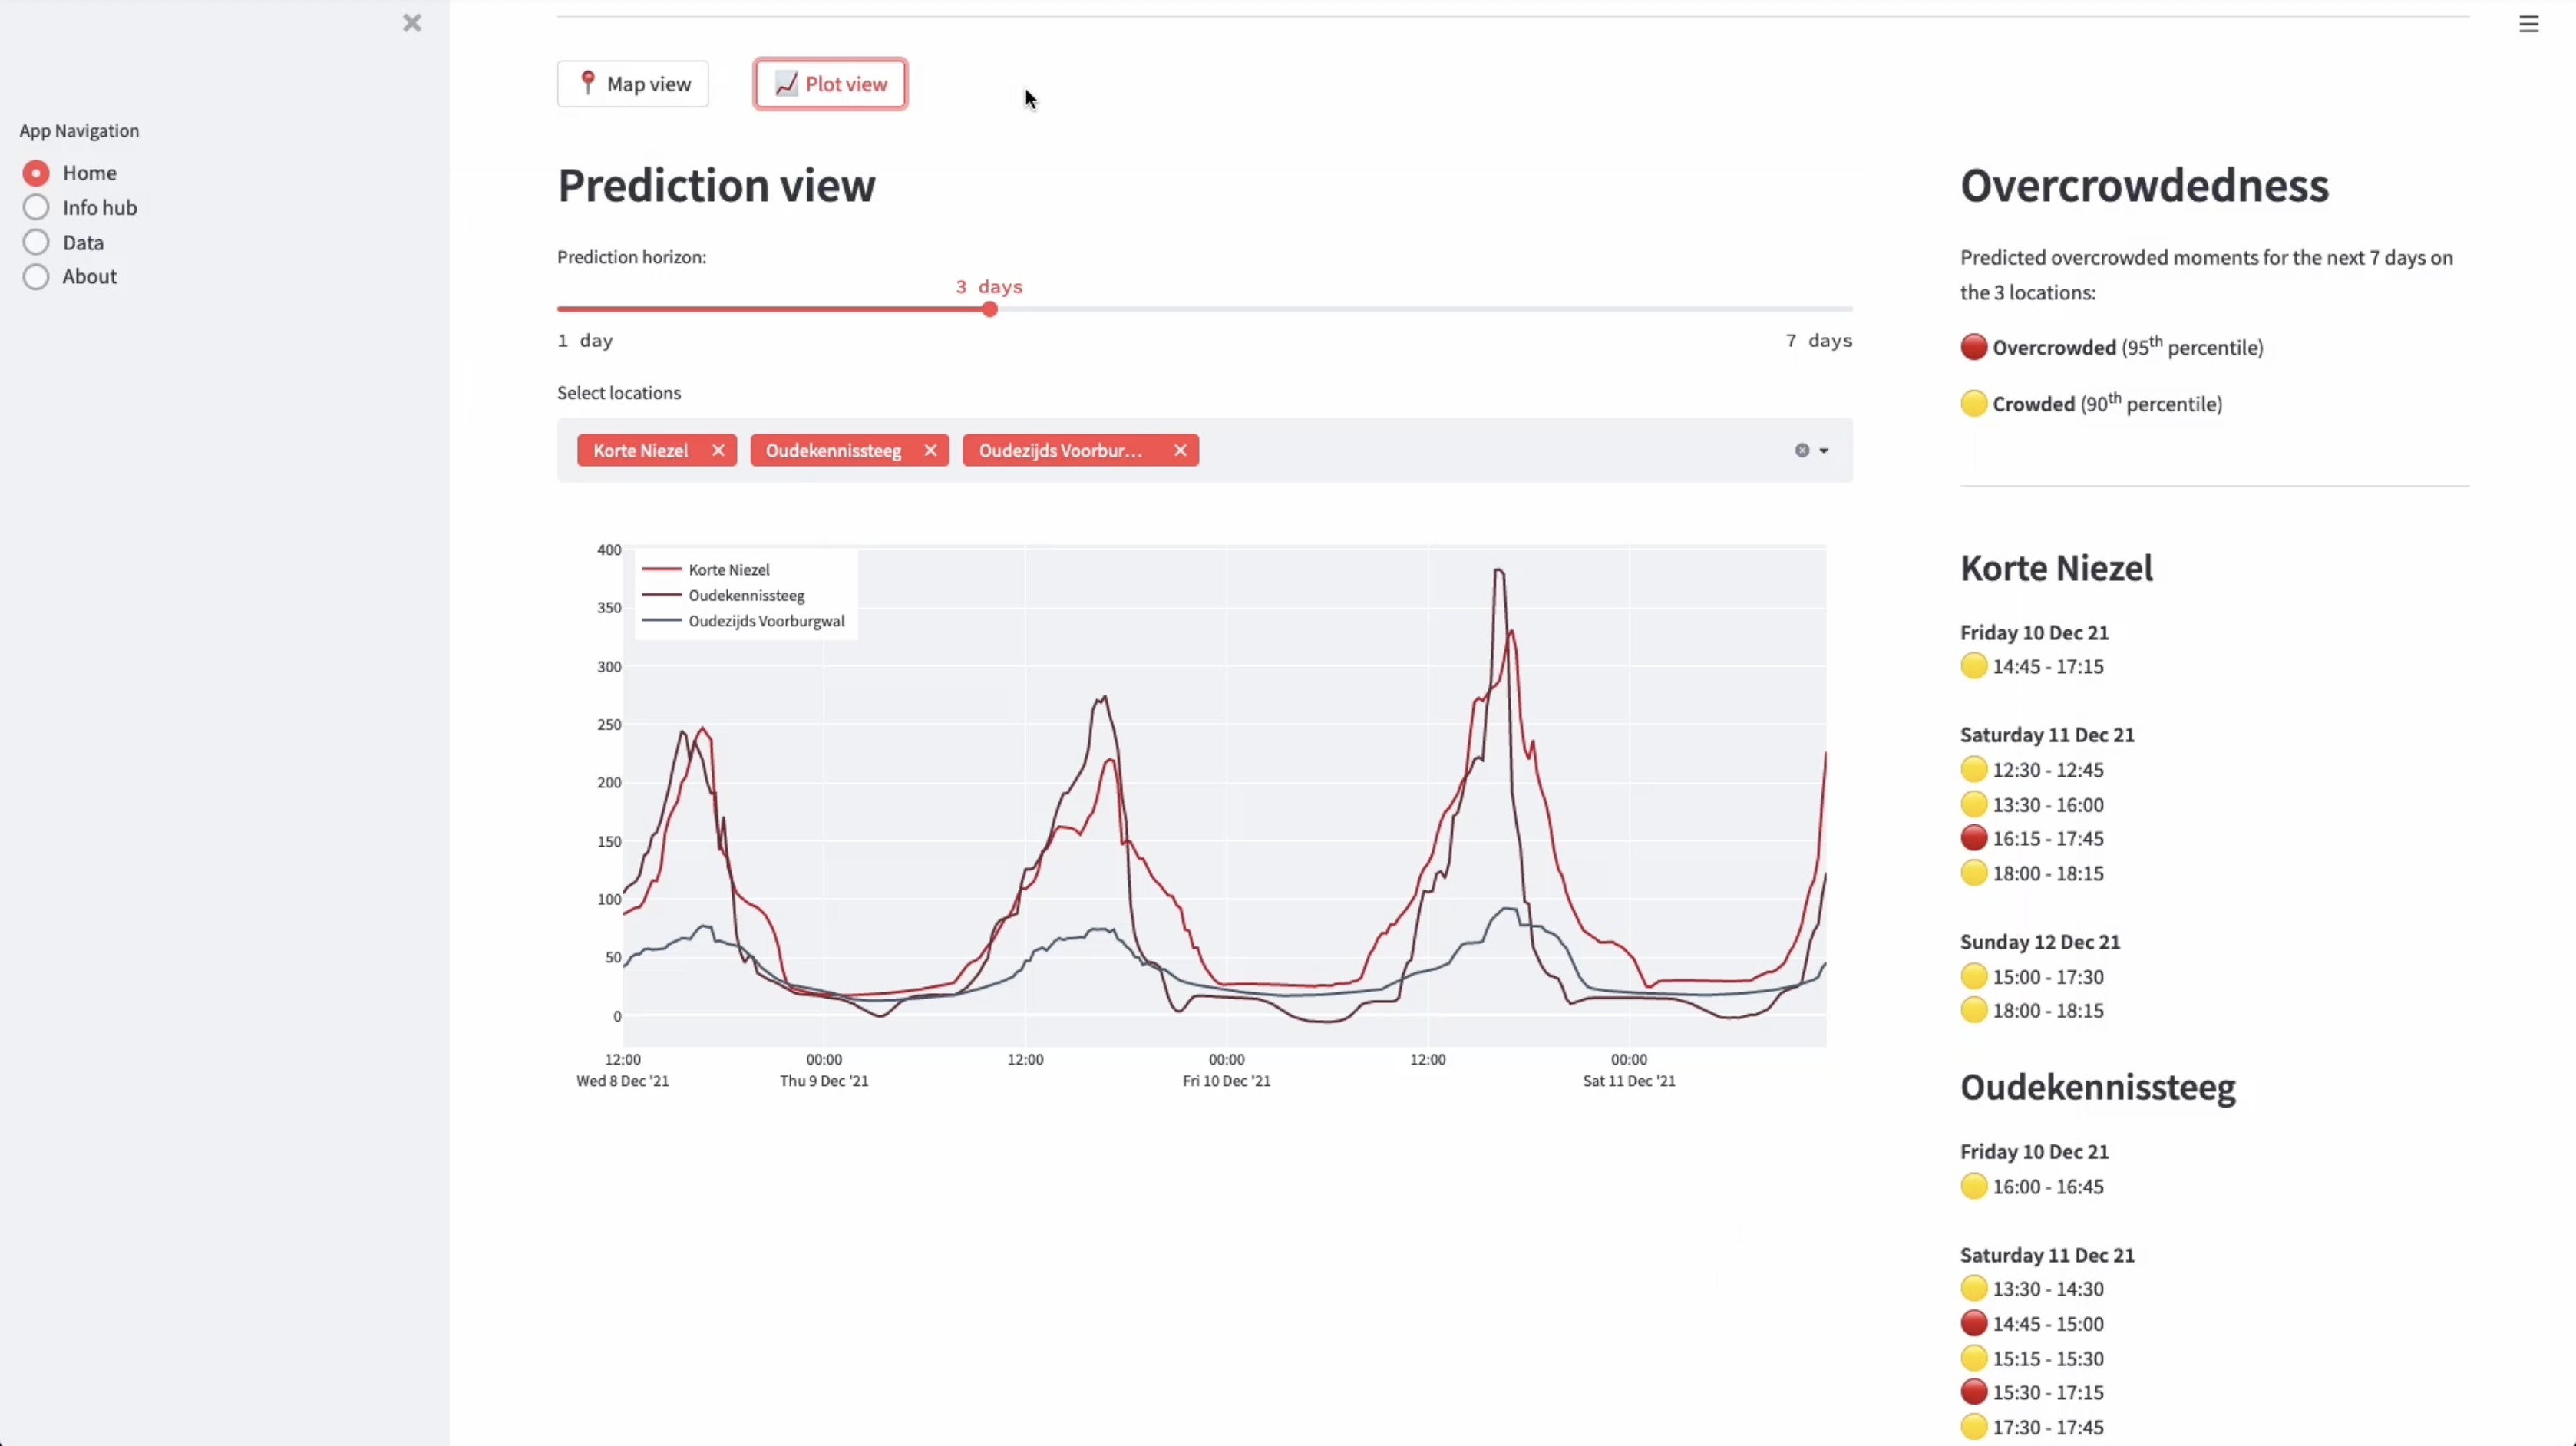 App Navigation
Home
Info hub
Data
About
Map view
Plot view
Prediction view
Prediction horizon:
3 days
1 day
7 days
Select locations
Korte Niezel
Oudekennissteeg
Oudezijds Voorbur...
400
350
300
250
200
150
100
50
0
Korte Niezel
Oudekennissteeg
Oudezijds Voorburgwal
12:00
00:00
12:00
00:00
12:00
00:00
Wed 8 Dec '21
Thu 9 Dec '21
Fri 10 Dec '21
Sat 11 Dec '21
Overcrowdedness
Predicted overcrowded moments for the next 7 days on
the 3 locations:
Overcrowded (95th percentile)
Crowded (90th percentile)
Korte Niezel
Friday 10 Dec 21
14:45 - 17:15
Saturday 11 Dec 21
12:30 - 12:45
13:30 - 16:00
16:15 - 17:45
18:00 - 18:15
Sunday 12 Dec 21
15:00 - 17:30
18:00 - 18:15
Oudekennissteeg
Friday 10 Dec 21
16:00 - 16:45
Saturday 11 Dec 21
13:30 - 14:30
14:45 - 15:00
15:15 - 15:30
15:30 - 17:15
17:30 - 17:45